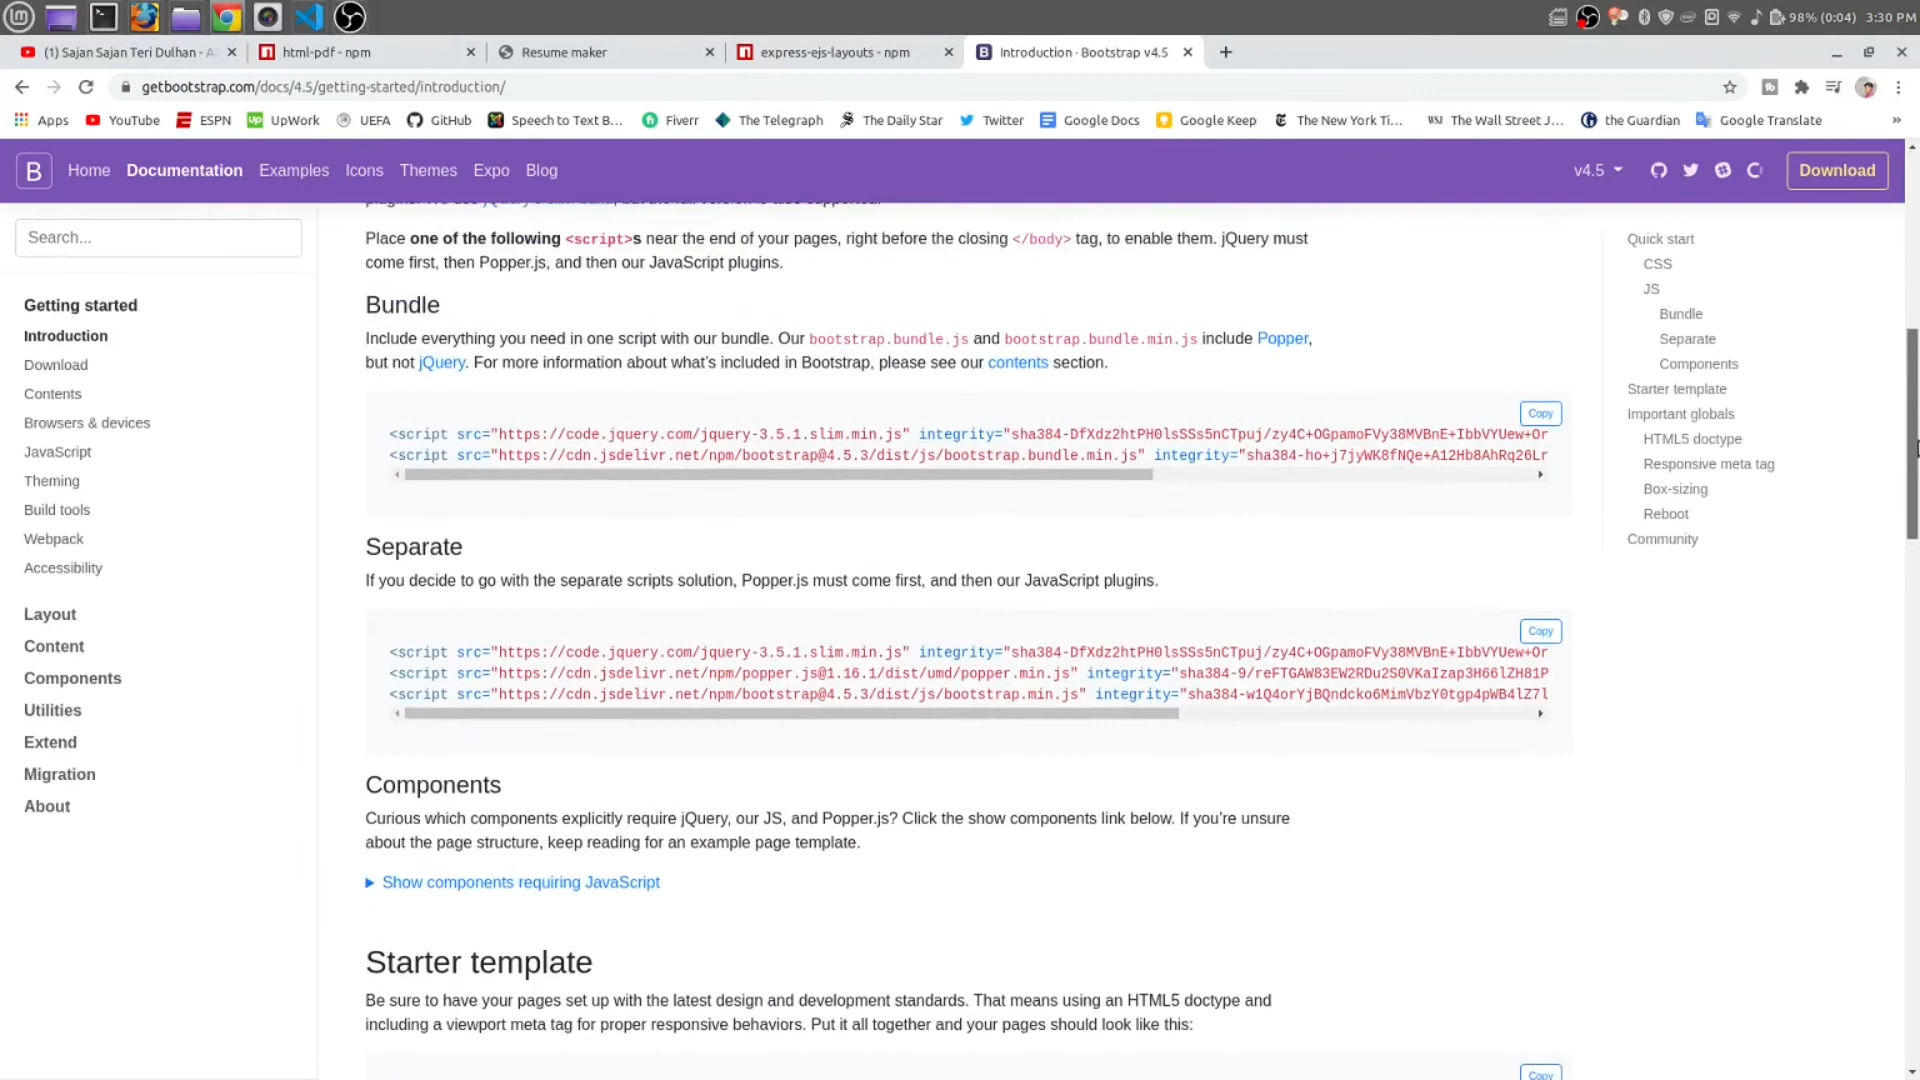 98% (0:04) 3:30 PM
(1) Sajan Sajan Teri Dulhan - A
html-pdf - npm
Resume maker
express-ejs-layouts - npm
Introduction · Bootstrap v4.5
getbootstrap.com/docs/4.5/getting-started/introduction/
Apps YouTube ESPN UpWork UEFA GitHub Speech to Text B... Fiverr The Telegraph The Daily Star Twitter Google Docs Google Keep The New York Ti... The Wall Street J... the Guardian Google Translate »
B Home Documentation Examples Icons Themes Expo Blog v4.5 Download
Search...
Getting started
Introduction
Download
Contents
Browsers & devices
JavaScript
Theming
Build tools
Webpack
Accessibility
Layout
Content
Components
Utilities
Extend
Migration
About
Place one of the following <script>s near the end of your pages, right before the closing </body> tag, to enable them. jQuery must
come first, then Popper.js, and then our JavaScript plugins.
Bundle
Include everything you need in one script with our bundle. Our bootstrap.bundle.js and bootstrap.bundle.min.js include Popper,
but not jQuery. For more information about what's included in Bootstrap, please see our contents section.
Copy
<script src="https://code.jquery.com/jquery-3.5.1.slim.min.js" integrity="sha384-DfXdz2htPH0lsSSs5nCTpuj/zy4C+OGpamoFVy38MVBnE+IbbVYUew+Or
<script src="https://cdn.jsdelivr.net/npm/bootstrap@4.5.3/dist/js/bootstrap.bundle.min.js" integrity="sha384-ho+j7jyWK8fNQe+A12Hb8AhRq26Lr
Separate
If you decide to go with the separate scripts solution, Popper.js must come first, and then our JavaScript plugins.
Copy
<script src="https://code.jquery.com/jquery-3.5.1.slim.min.js" integrity="sha384-DfXdz2htPH0lsSSs5nCTpuj/zy4C+OGpamoFVy38MVBnE+IbbVYUew+Or
<script src="https://cdn.jsdelivr.net/npm/popper.js@1.16.1/dist/umd/popper.min.js" integrity="sha384-9/reFTGAW83EW2RDu2S0VKaIzap3H66lZH81P
<script src="https://cdn.jsdelivr.net/npm/bootstrap@4.5.3/dist/js/bootstrap.min.js" integrity="sha384-w1Q4orYjBQndcko6MimVbzY0tgp4pWB4lZ7l
Components
Curious which components explicitly require jQuery, our JS, and Popper.js? Click the show components link below. If you're unsure
about the page structure, keep reading for an example page template.
Show components requiring JavaScript
Starter template
Be sure to have your pages set up with the latest design and development standards. That means using an HTML5 doctype and
including a viewport meta tag for proper responsive behaviors. Put it all together and your pages should look like this:
Copy
Quick start
CSS
JS
Bundle
Separate
Components
Starter template
Important globals
HTML5 doctype
Responsive meta tag
Box-sizing
Reboot
Community